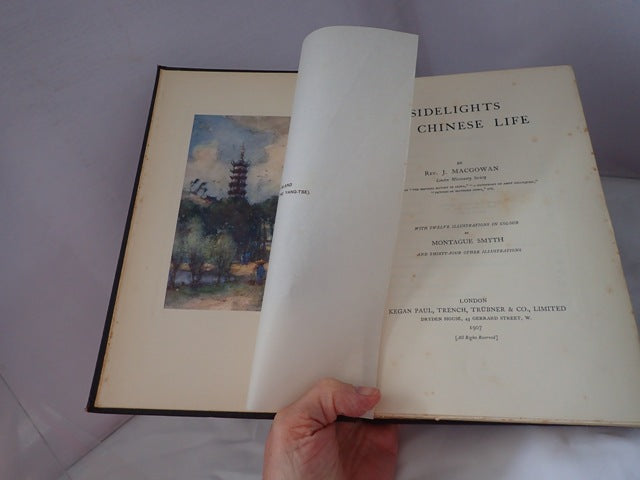 YANG-TSE).
SIDELIGHTS
CHINESE LIFE
BY
REV. J. MACGOWAN
London Missionary Society
WITH TWELVE ILLUSTRATIONS IN COLOUR
BY
MONTAGUE SMYTH
AND THIRTY-FOUR OTHER ILLUSTRATIONS
LONDON
KEGAN PAUL, TRENCH, TRÜBNER & CO., LIMITED
DRYDEN HOUSE, 43 GERRARD STREET, W.
1907
[All Rights Reserved]